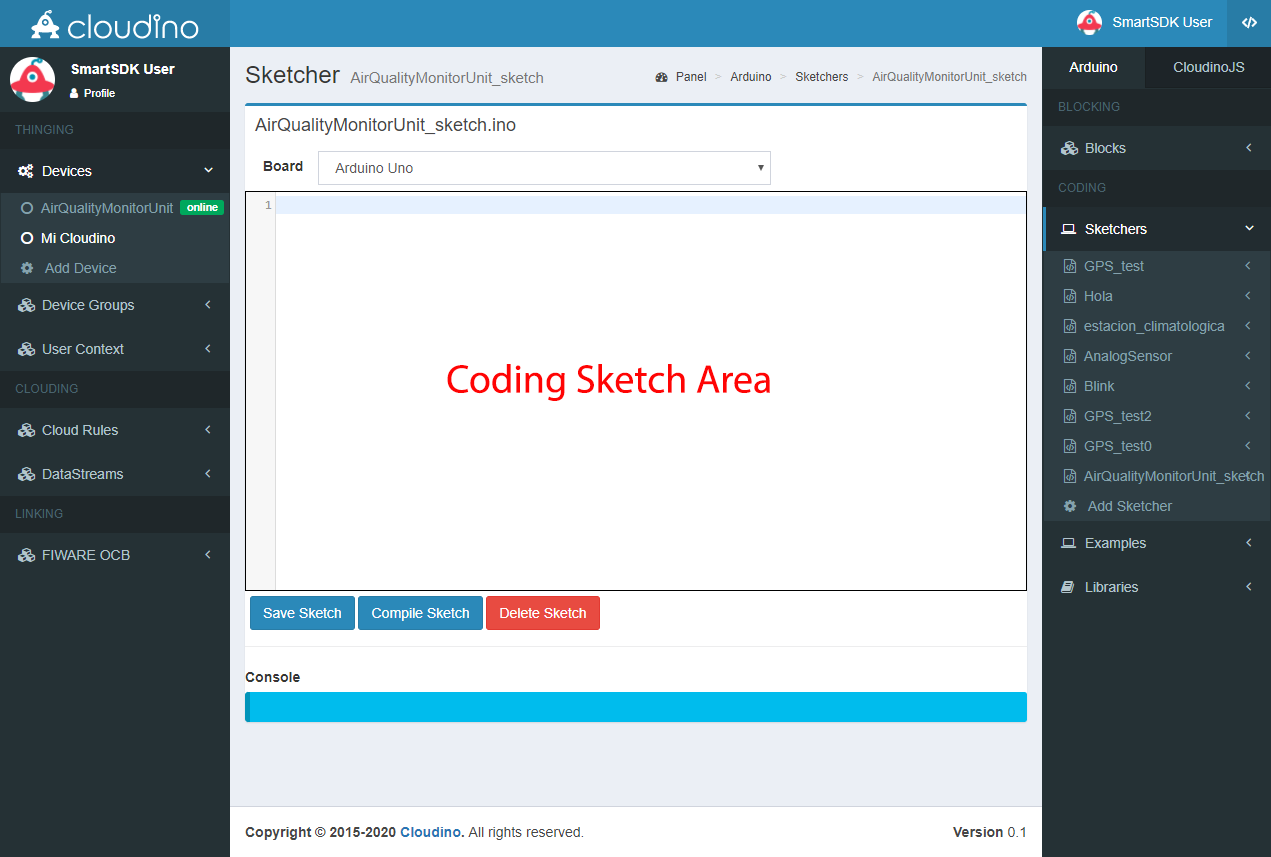 cloudino
SmartSDK User
SmartSDK User
Profile
THINGING
Devices
AirQualityMonitorUnit online
Mi Cloudino
Add Device
Device Groups
User Context
CLOUDING
Cloud Rules
DataStreams
LINKING
FIWARE OCB
Sketcher AirQualityMonitorUnit_sketch
Panel > Arduino > Sketchers > AirQualityMonitorUnit_sketch
AirQualityMonitorUnit_sketch.ino
Board Arduino Uno
1
Coding Sketch Area
Save Sketch Compile Sketch Delete Sketch
Console
Copyright © 2015-2020 Cloudino. All rights reserved.
Version 0.1
Arduino CloudinoJS
BLOCKING
Blocks
CODING
Sketchers
GPS_test
Hola
estacion_climatologica
AnalogSensor
Blink
GPS_test2
GPS_test0
AirQualityMonitorUnit_sketch
Add Sketcher
Examples
Libraries